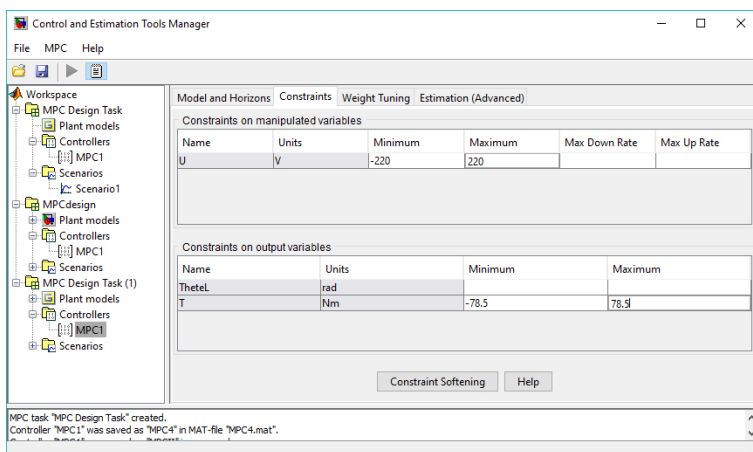 Control and Estimation Tools Manager
File MPC Help
Workspace
MPC Design Task
Plant models
Controllers
MPC1
Scenarios
Scenario1
MPCdesign
Plant models
Controllers
MPC1
Scenarios
MPC Design Task (1)
Plant models
Controllers
MPC1
Scenarios
Model and Horizons Constraints Weight Tuning Estimation (Advanced)
Constraints on manipulated variables
Name Units Minimum Maximum Max Down Rate Max Up Rate
U V -220 220
Constraints on output variables
Name Units Minimum Maximum
TheteL rad
T Nm -78.5 78.5
Constraint Softening Help
MPC task "MPC Design Task" created.
Controller "MPC1" was saved as "MPC4" in MAT-file "MPC4.mat".